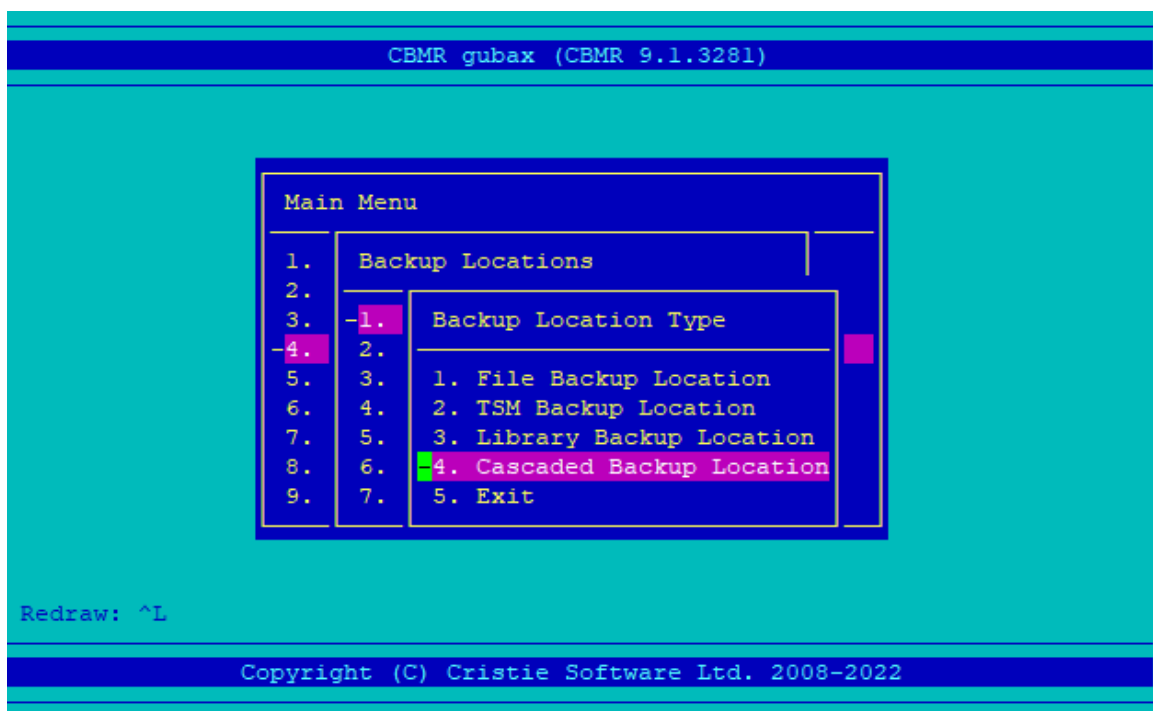 CBMR gubax (CBMR 9.1.3281)
Main Menu
1. Backup Locations
2.
3. -1. Backup Location Type
-4. 2.
5. 3. 1. File Backup Location
6. 4. 2. TSM Backup Location
7. 5. 3. Library Backup Location
8. 6. -4. Cascaded Backup Location
9. 7. 5. Exit
Redraw: ^L
Copyright (C) Cristie Software Ltd. 2008-2022